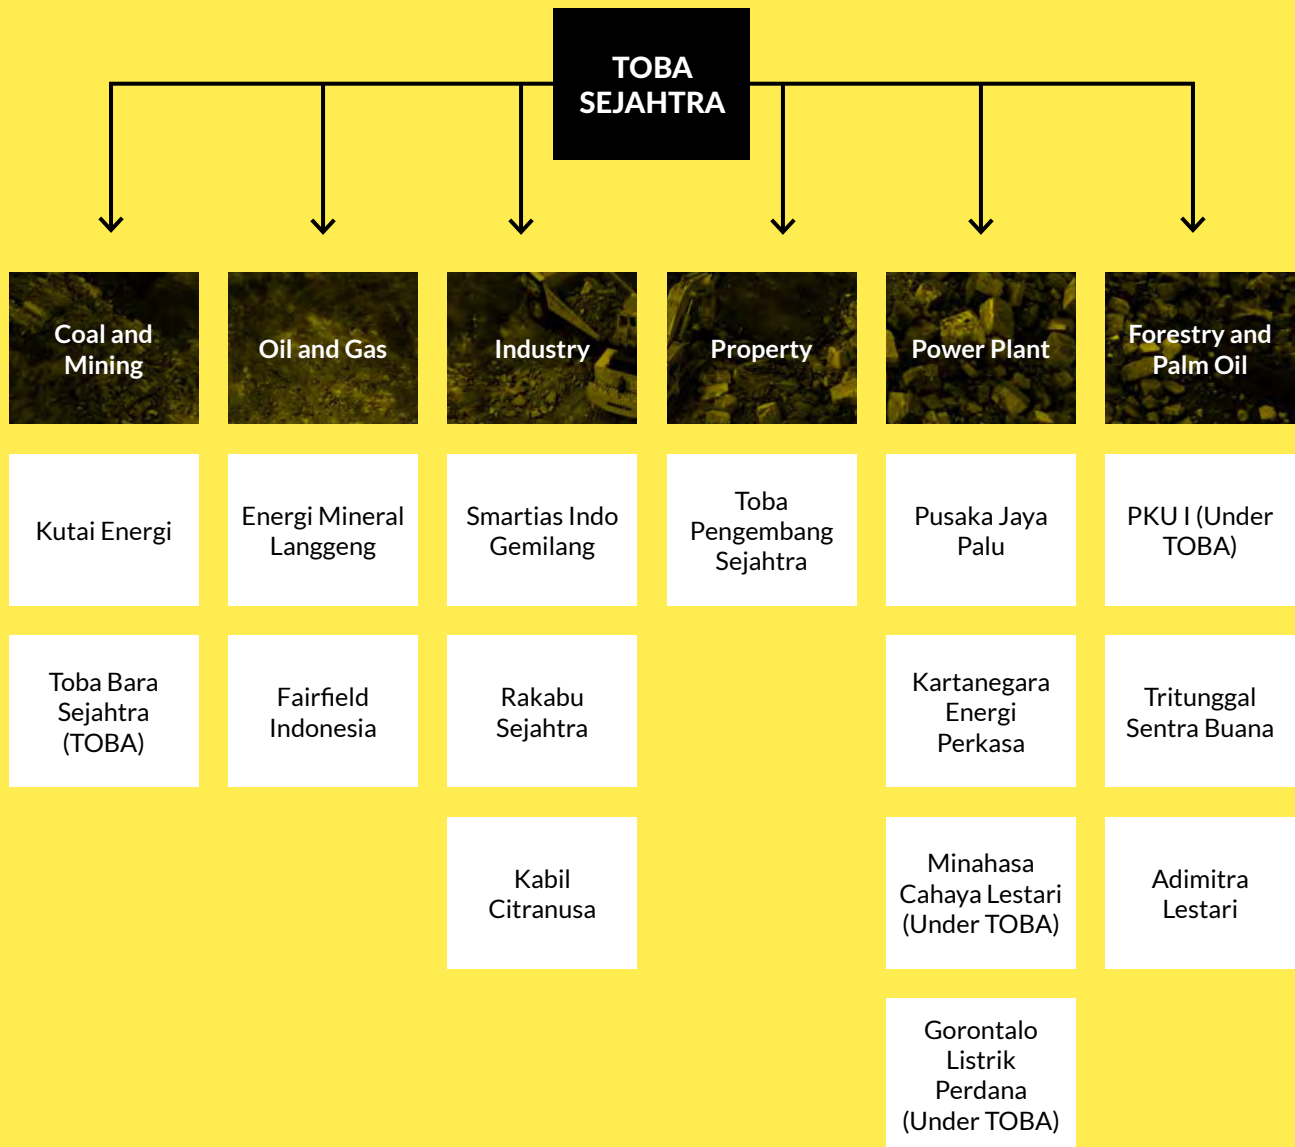 TOBA
SEJAHTRA
Coal and
Mining
Oil and Gas
Industry
Property
Power Plant
Forestry and
Palm Oil
Kutai Energi
Energi Mineral
Langgeng
Smartias Indo
Gemilang
Toba
Pengembang
Sejahtra
Pusaka Jaya
Palu
PKU I (Under
TOBA)
Toba Bara
Sejahtra
(TOBA)
Fairfield
Indonesia
Rakabu
Sejahtra
Kartanegara
Energi
Perkasa
Tritunggal
Sentra Buana
Kabil
Citranusa
Minahasa
Cahaya Lestari
(Under TOBA)
Adimitra
Lestari
Gorontalo
Listrik
Perdana
(Under TOBA)